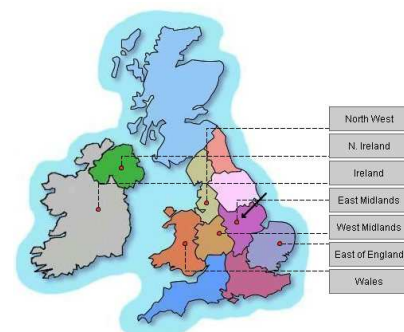 North West
N. Ireland
Ireland
East Midlands
West Midlands
East of England
Wales